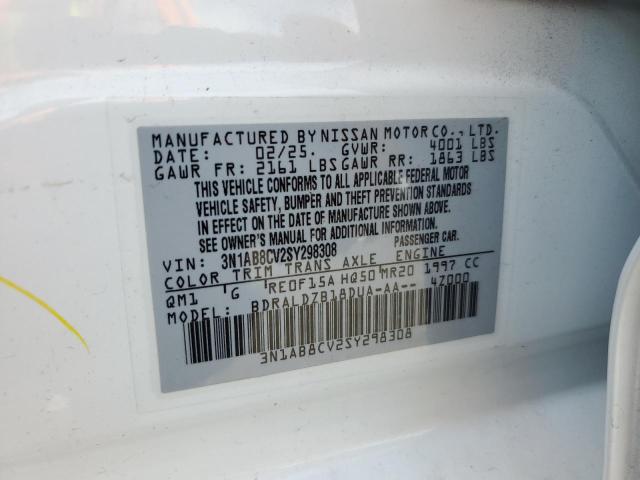 MANUFACTURED BY NISSAN MOTOR CO., LTD.
DATE: 02/25. GVWR: 4001 LBS
GAWR FR: 2161 LBS GAWR RR: 1863 LBS
THIS VEHICLE CONFORMS TO ALL APPLICABLE FEDERAL MOTOR
VEHICLE SAFETY, BUMPER AND THEFT PREVENTION STANDARDS
IN EFFECT ON THE DATE OF MANUFACTURE SHOWN ABOVE.
SEE OWNER'S MANUAL FOR ADDITIONAL INFORMATION.
VIN: 3N1AB8CV2SY298308 PASSENGER CAR.
COLOR TRIM TRANS AXLE ENGINE
QM1 G RE0F15A HQ50 MR20 1997 CC
MODEL: BDRALDZB18DUA-AA-- 4Z000
3N1AB8CV2SY298308